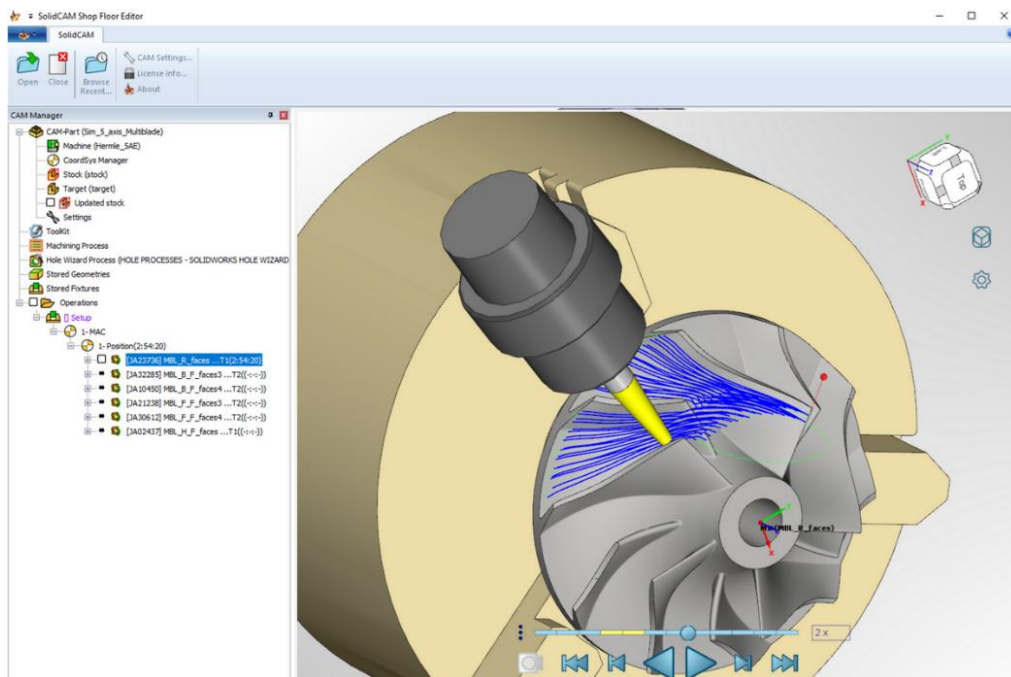 SolidCAM Shop Floor Editor
SolidCAM
Open
Close
Browse
Recent...
CAM Settings...
License info...
About
CAM Manager
CAM-Part (Sim_5_axis_Multiblade)
Machine (Hermle_5AE)
CoordSys Manager
Stock (stock)
Target (target)
Updated stock
Settings
ToolKit
Machining Process
Hole Wizard Process (HOLE PROCESSES - SOLIDWORKS HOLE WIZARD
Stored Geometries
Stored Fixtures
Operations
[] Setup
1-MAC
1- Position(2:54:20)
[JA23736] MBL_R_faces ...T1(2:54:20)
[JA32285] MBL_B_F_faces3 ...T2((-:-:-))
[JA10450] MBL_B_F_faces4 ...T2((-:-:-))
[JA21238] MBL_F_F_faces3 ...T2((-:-:-))
[JA30612] MBL_F_F_faces4 ...T2((-:-:-))
[JA02437] MBL_H_F_faces ...T1((-:-:-))
Y
Z
X
Top
Y
(MBL_R_faces)
X
2 x